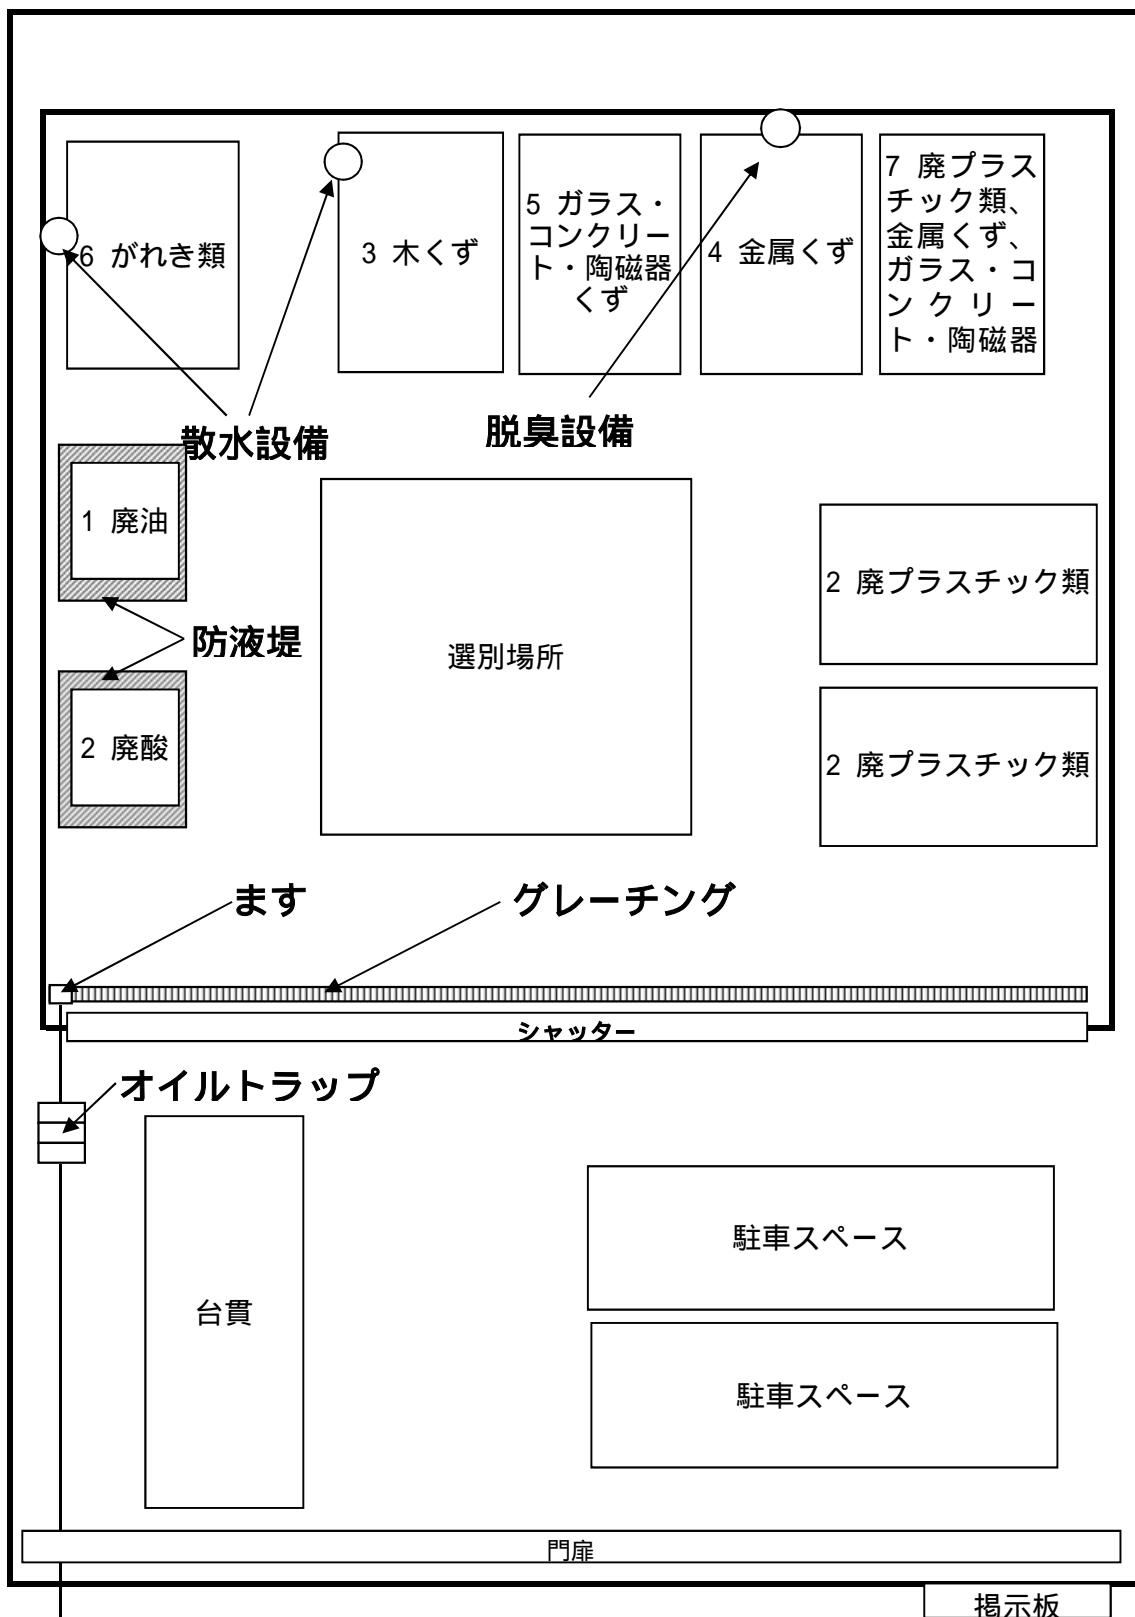 6 がれき類
3 木くず
5 ガラス・
コンクリー
ト・陶磁器
くず
4 金属くず
7 廃プラス
チック類、
金属くず、
ガラス・コ
ンクリー
ト・陶磁器
散水設備
脱臭設備
1 廃油
防液堤
2 廃酸
選別場所
2 廃プラスチック類
2 廃プラスチック類
ます
グレーチング
シャッター
オイルトラップ
台貫
駐車スペース
駐車スペース
門扉
掲示板